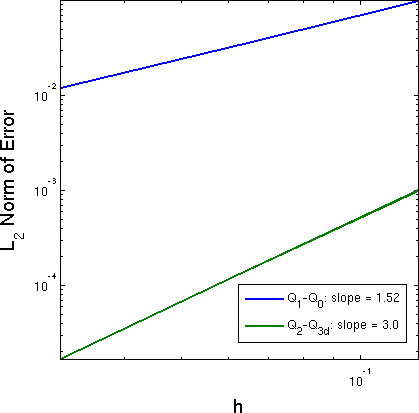 L2 Norm of Error
10^-2
10^-3
10^-4
Q1-Q0: slope = 1.52
Q2-Q3d: slope = 3.0
10^-1
h